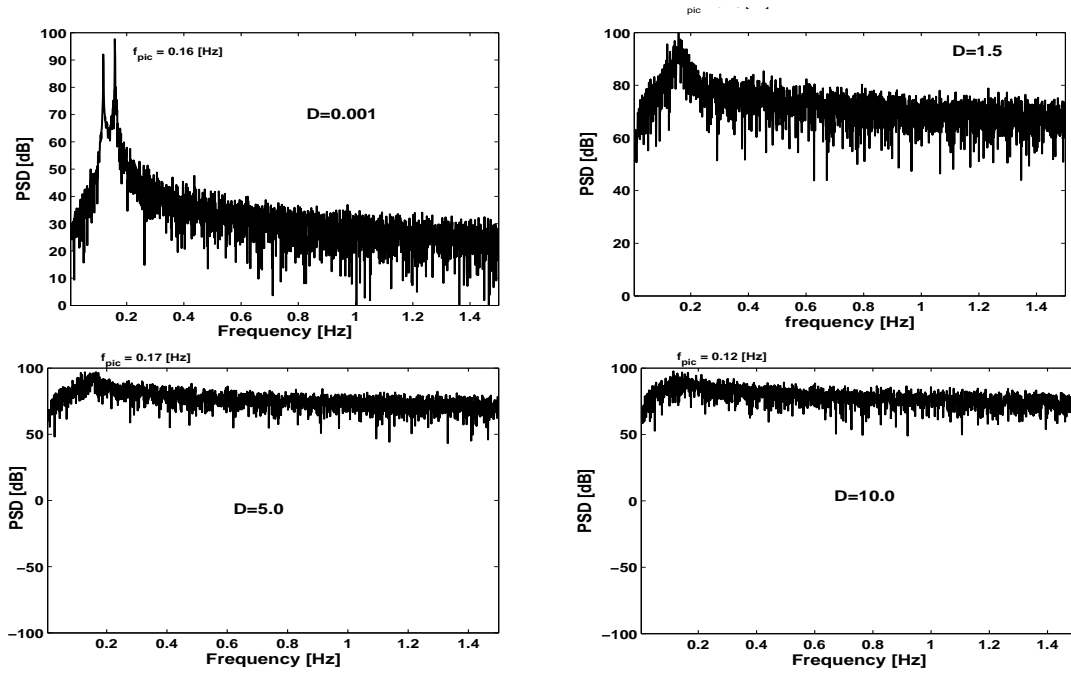 f_pic = 0.16 [Hz]
D=0.001
PSD [dB]
100
90
80
70
60
50
40
30
20
10
0
0.2 0.4 0.6 0.8 1 1.2 1.4
Frequency [Hz]
pic
D=1.5
PSD [dB]
100
80
60
40
20
0
0.2 0.4 0.6 0.8 1 1.2 1.4
frequency [Hz]
f_pic = 0.17 [Hz]
D=5.0
PSD [dB]
100
50
0
−50
−100
0.2 0.4 0.6 0.8 1 1.2 1.4
Frequency [Hz]
f_pic = 0.12 [Hz]
D=10.0
PSD [dB]
100
50
0
−50
−100
0.2 0.4 0.6 0.8 1 1.2 1.4
Frequency [Hz]